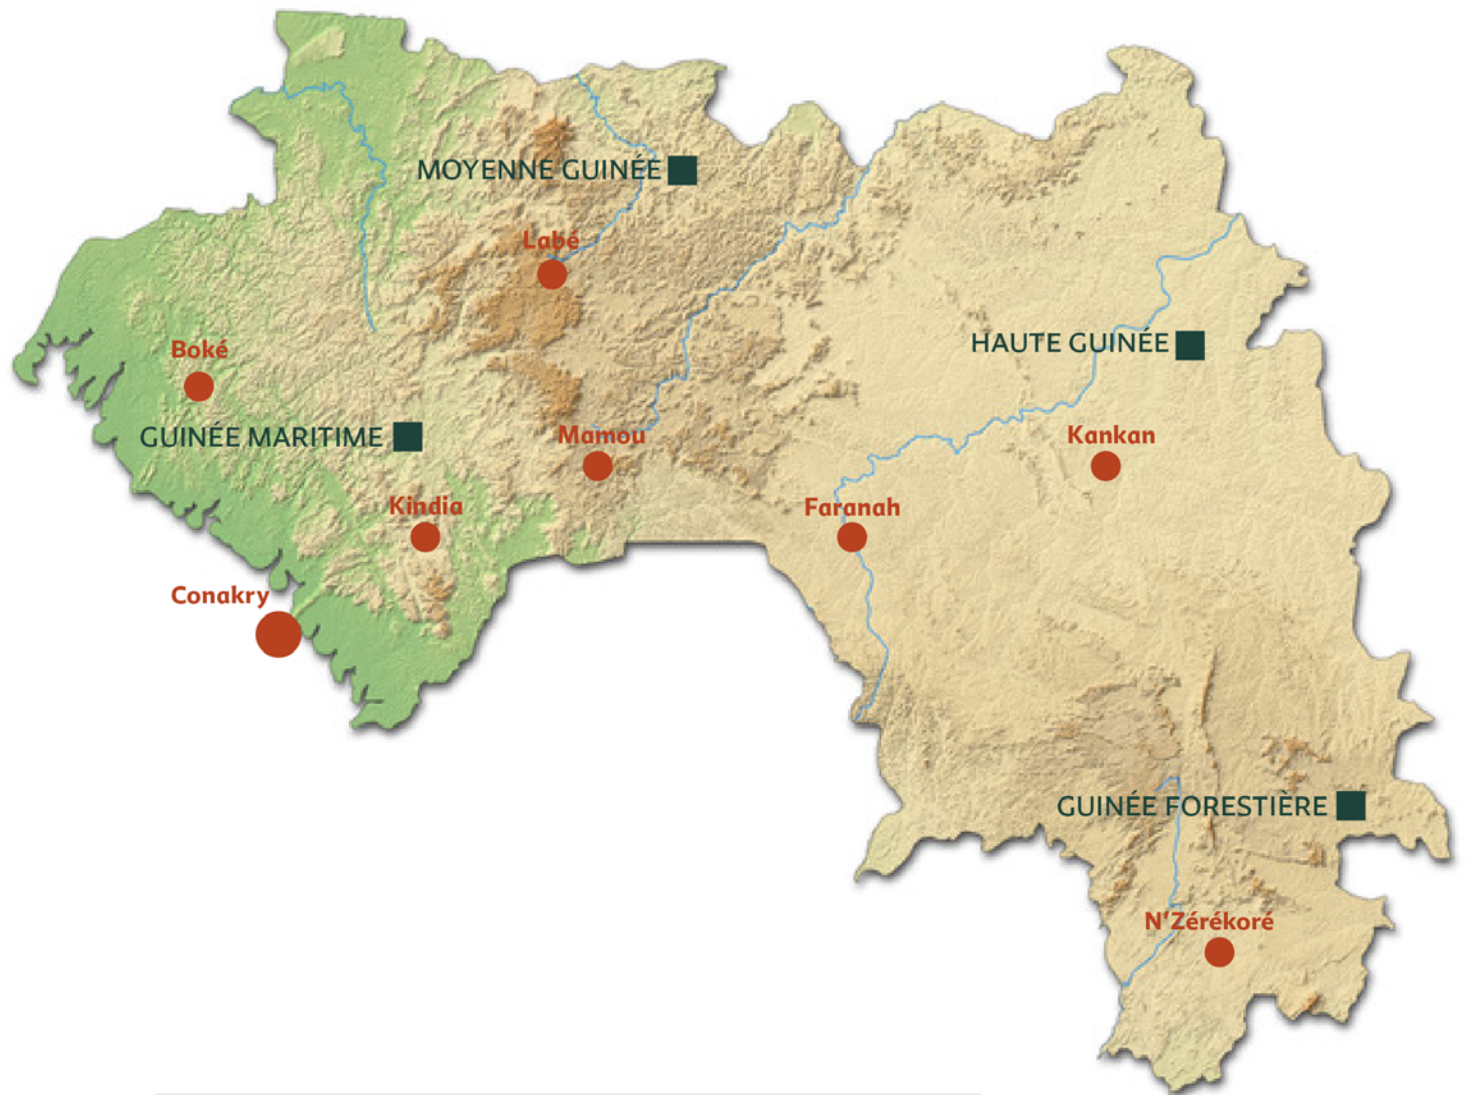 MOYENNE GUINÉE
Labé
HAUTE GUINÉE
Boké
GUINÉE MARITIME
Mamou
Kankan
Kindia
Faranah
Conakry
GUINÉE FORESTIÈRE
N'Zérékoré